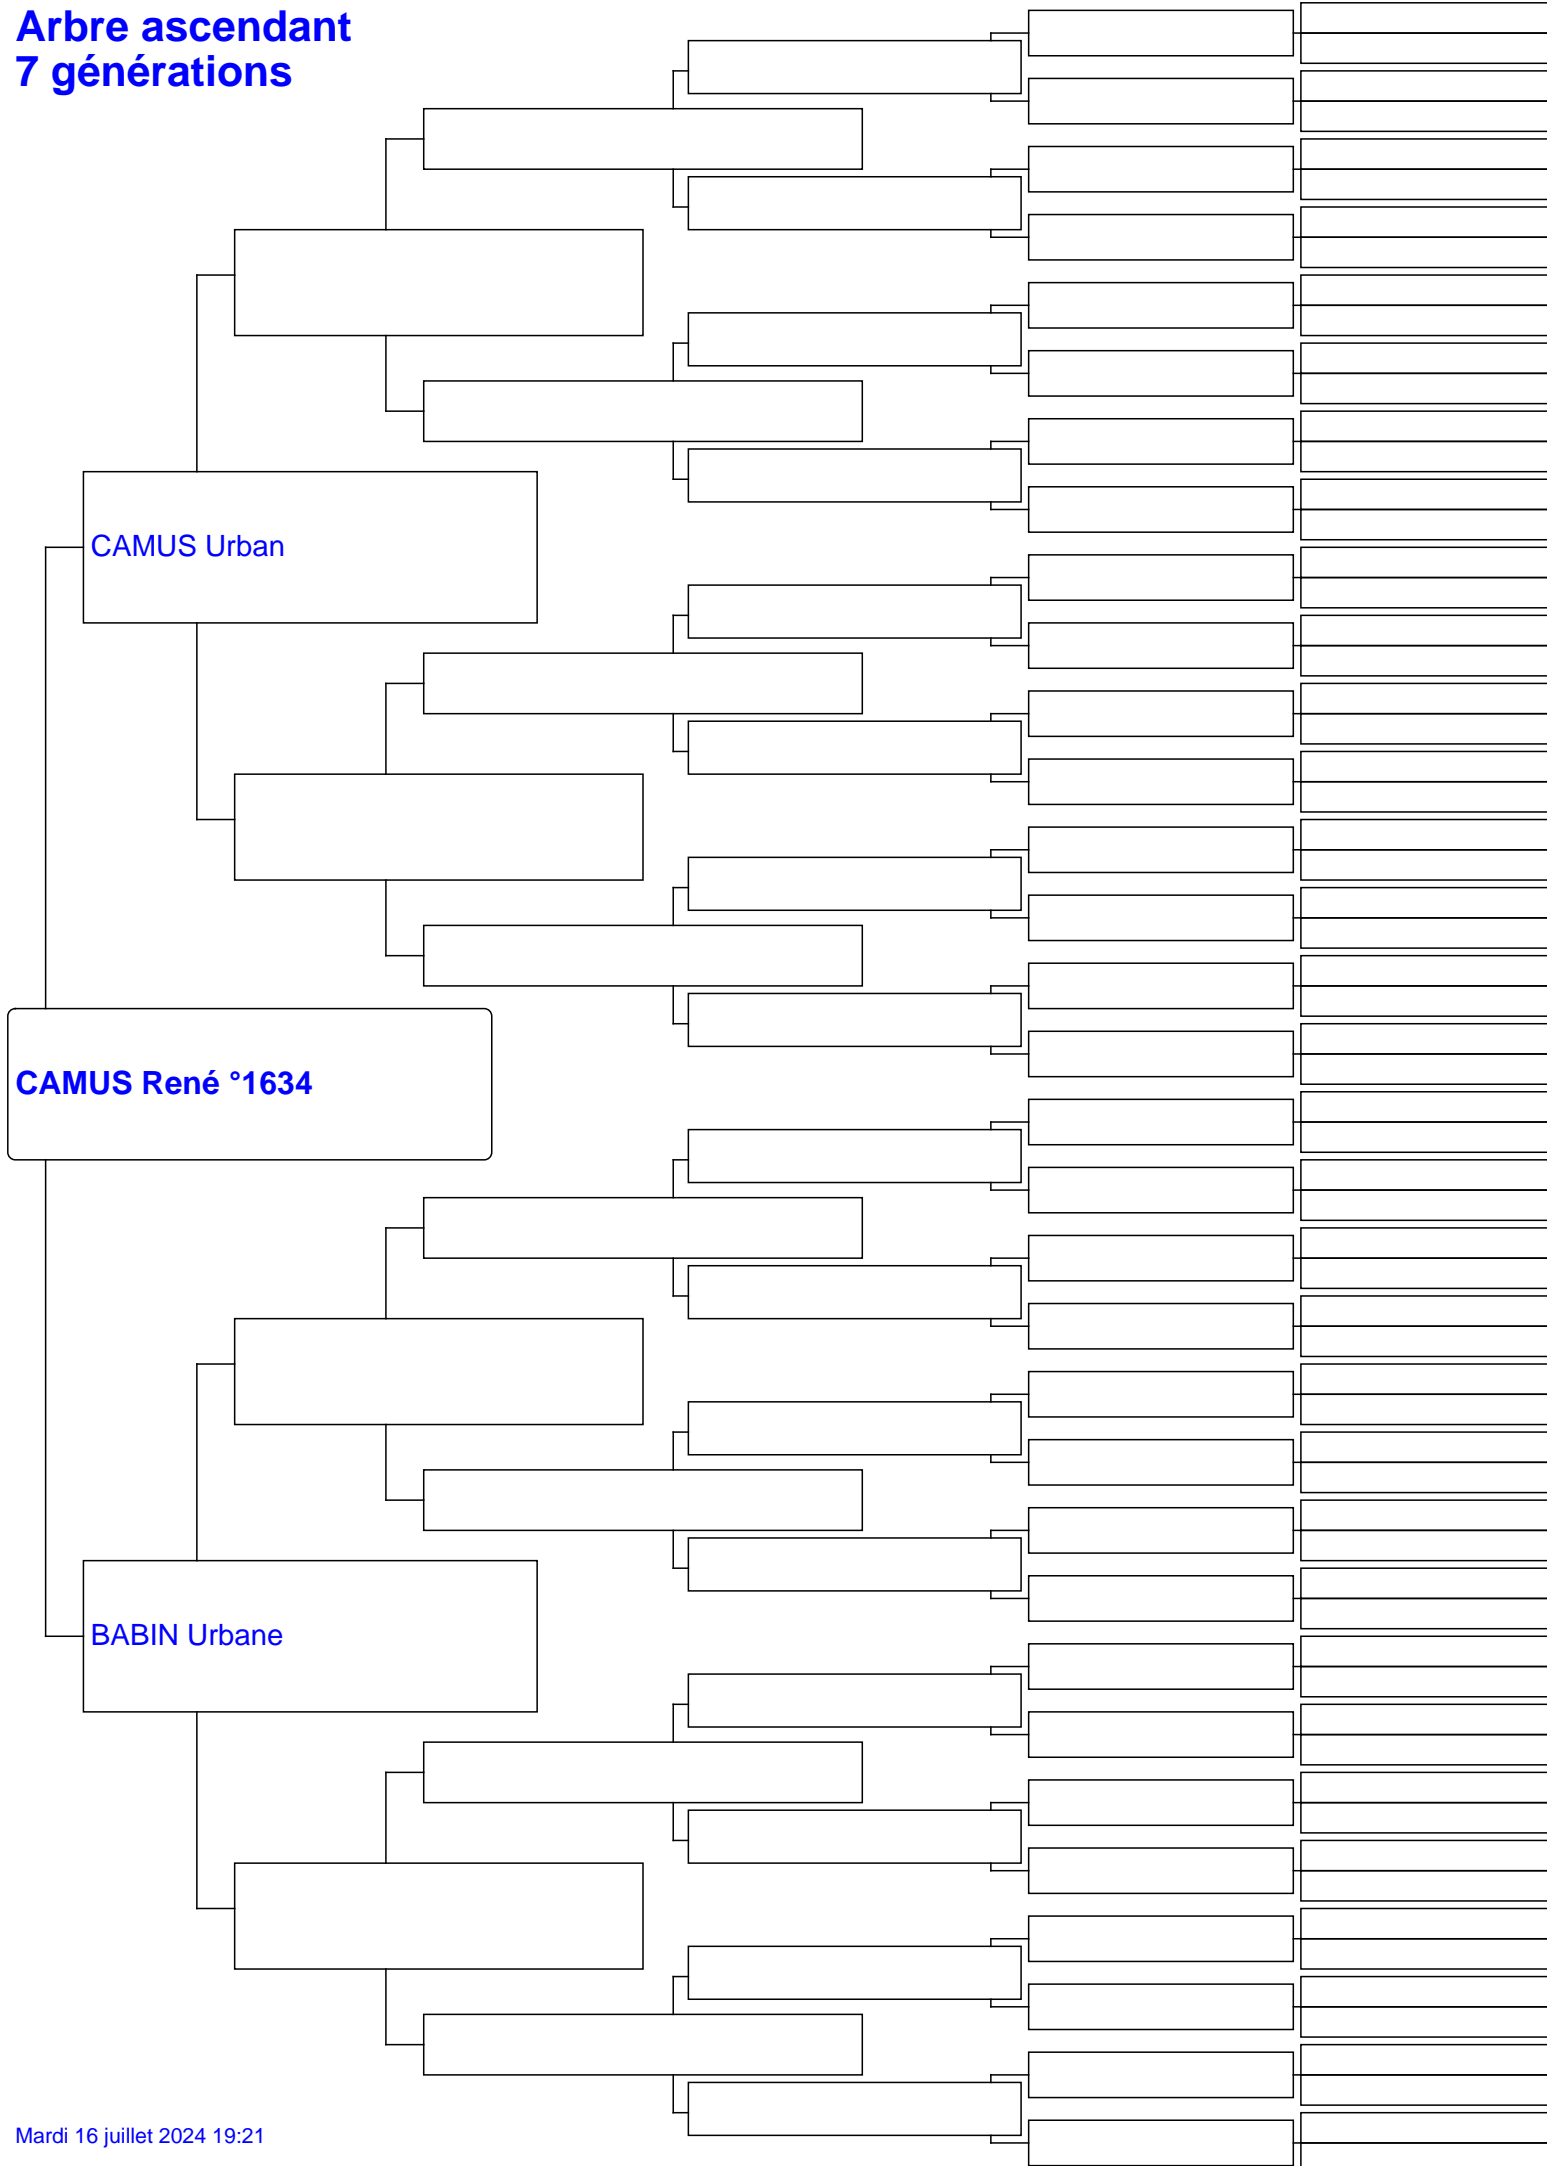 Arbre ascendant
7 générations
CAMUS Urban
CAMUS René °1634
BABIN Urbane
Mardi 16 juillet 2024 19:21